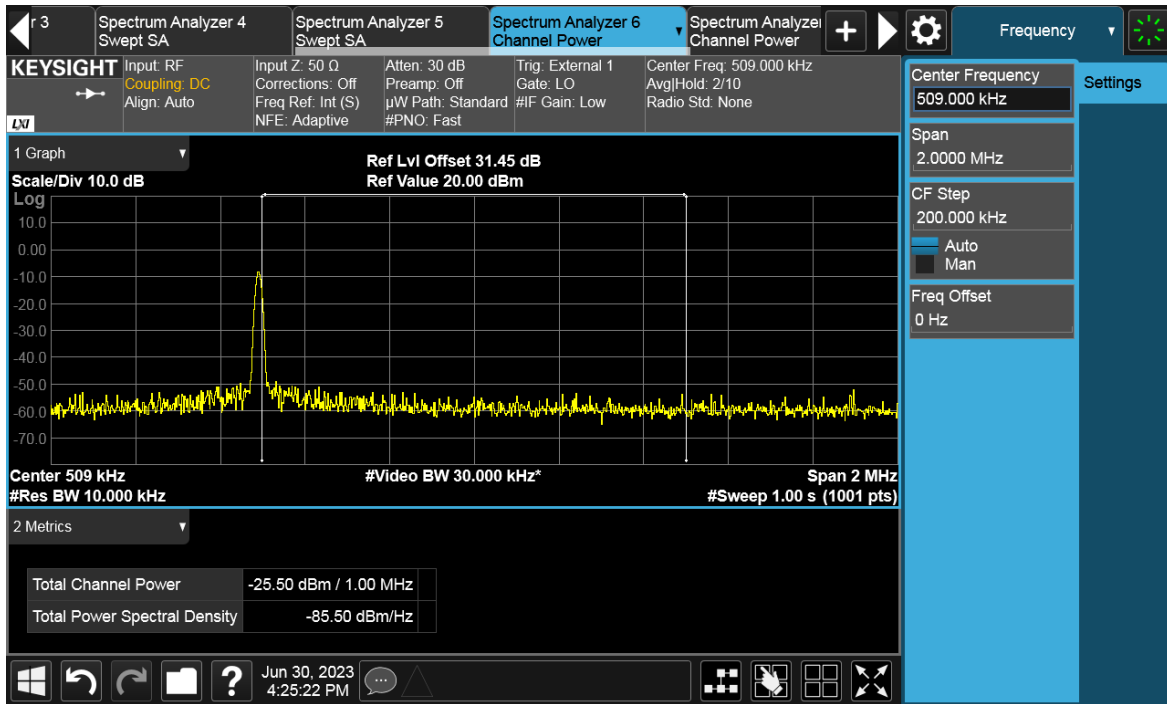 r 3
Spectrum Analyzer 4
Swept SA
Spectrum Analyzer 5
Swept SA
Spectrum Analyzer 6
Channel Power
Spectrum Analyzer
Channel Power
Frequency
KEYSIGHT
LXI
Input: RF
Coupling: DC
Align: Auto
Input Z: 50 Ω
Corrections: Off
Freq Ref: Int (S)
NFE: Adaptive
Atten: 30 dB
Preamp: Off
µW Path: Standard
#PNO: Fast
Trig: External 1
Gate: LO
#IF Gain: Low
Center Freq: 509.000 kHz
Avg|Hold: 2/10
Radio Std: None
Center Frequency
509.000 kHz
Settings
Span
2.0000 MHz
CF Step
200.000 kHz
Auto
Man
Freq Offset
0 Hz
1 Graph
Scale/Div 10.0 dB
Ref Lvl Offset 31.45 dB
Ref Value 20.00 dBm
Log
10.0
0.00
-10.0
-20.0
-30.0
-40.0
-50.0
-60.0
-70.0
Center 509 kHz
#Video BW 30.000 kHz*
Span 2 MHz
#Res BW 10.000 kHz
#Sweep 1.00 s (1001 pts)
2 Metrics
Total Channel Power -25.50 dBm / 1.00 MHz
Total Power Spectral Density -85.50 dBm/Hz
Jun 30, 2023
4:25:22 PM